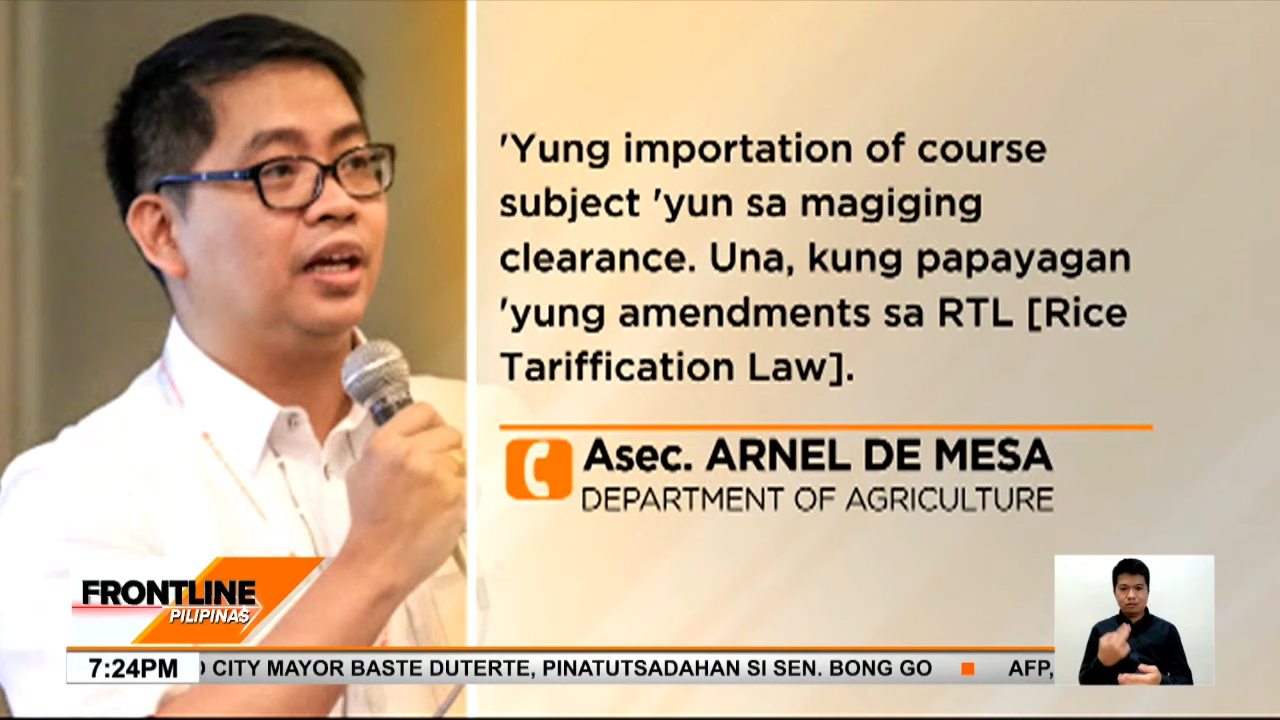 'Yung importation of course
subject 'yun sa magiging
clearance. Una, kung papayagan
'yung amendments sa RTL [Rice
Tariffication Law].
Asec. ARNEL DE MESA
DEPARTMENT OF AGRICULTURE
FRONTLINE
PILIPINAS
7:24PM
CITY MAYOR BASTE DUTERTE, PINATUTSADAHAN SI SEN. BONG GO ■ AFP,